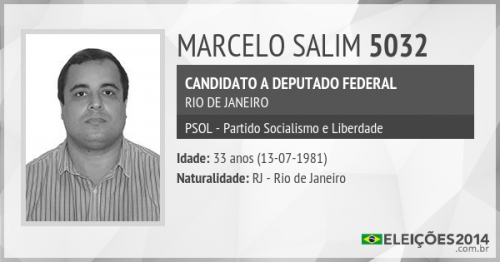 MARCELO SALIM 5032
CANDIDATO A DEPUTADO FEDERAL
RIO DE JANEIRO
PSOL - Partido Socialismo e Liberdade
Idade: 33 anos (13-07-1981)
Naturalidade: RJ - Rio de Janeiro
ELEIÇÕES2014
.com.br